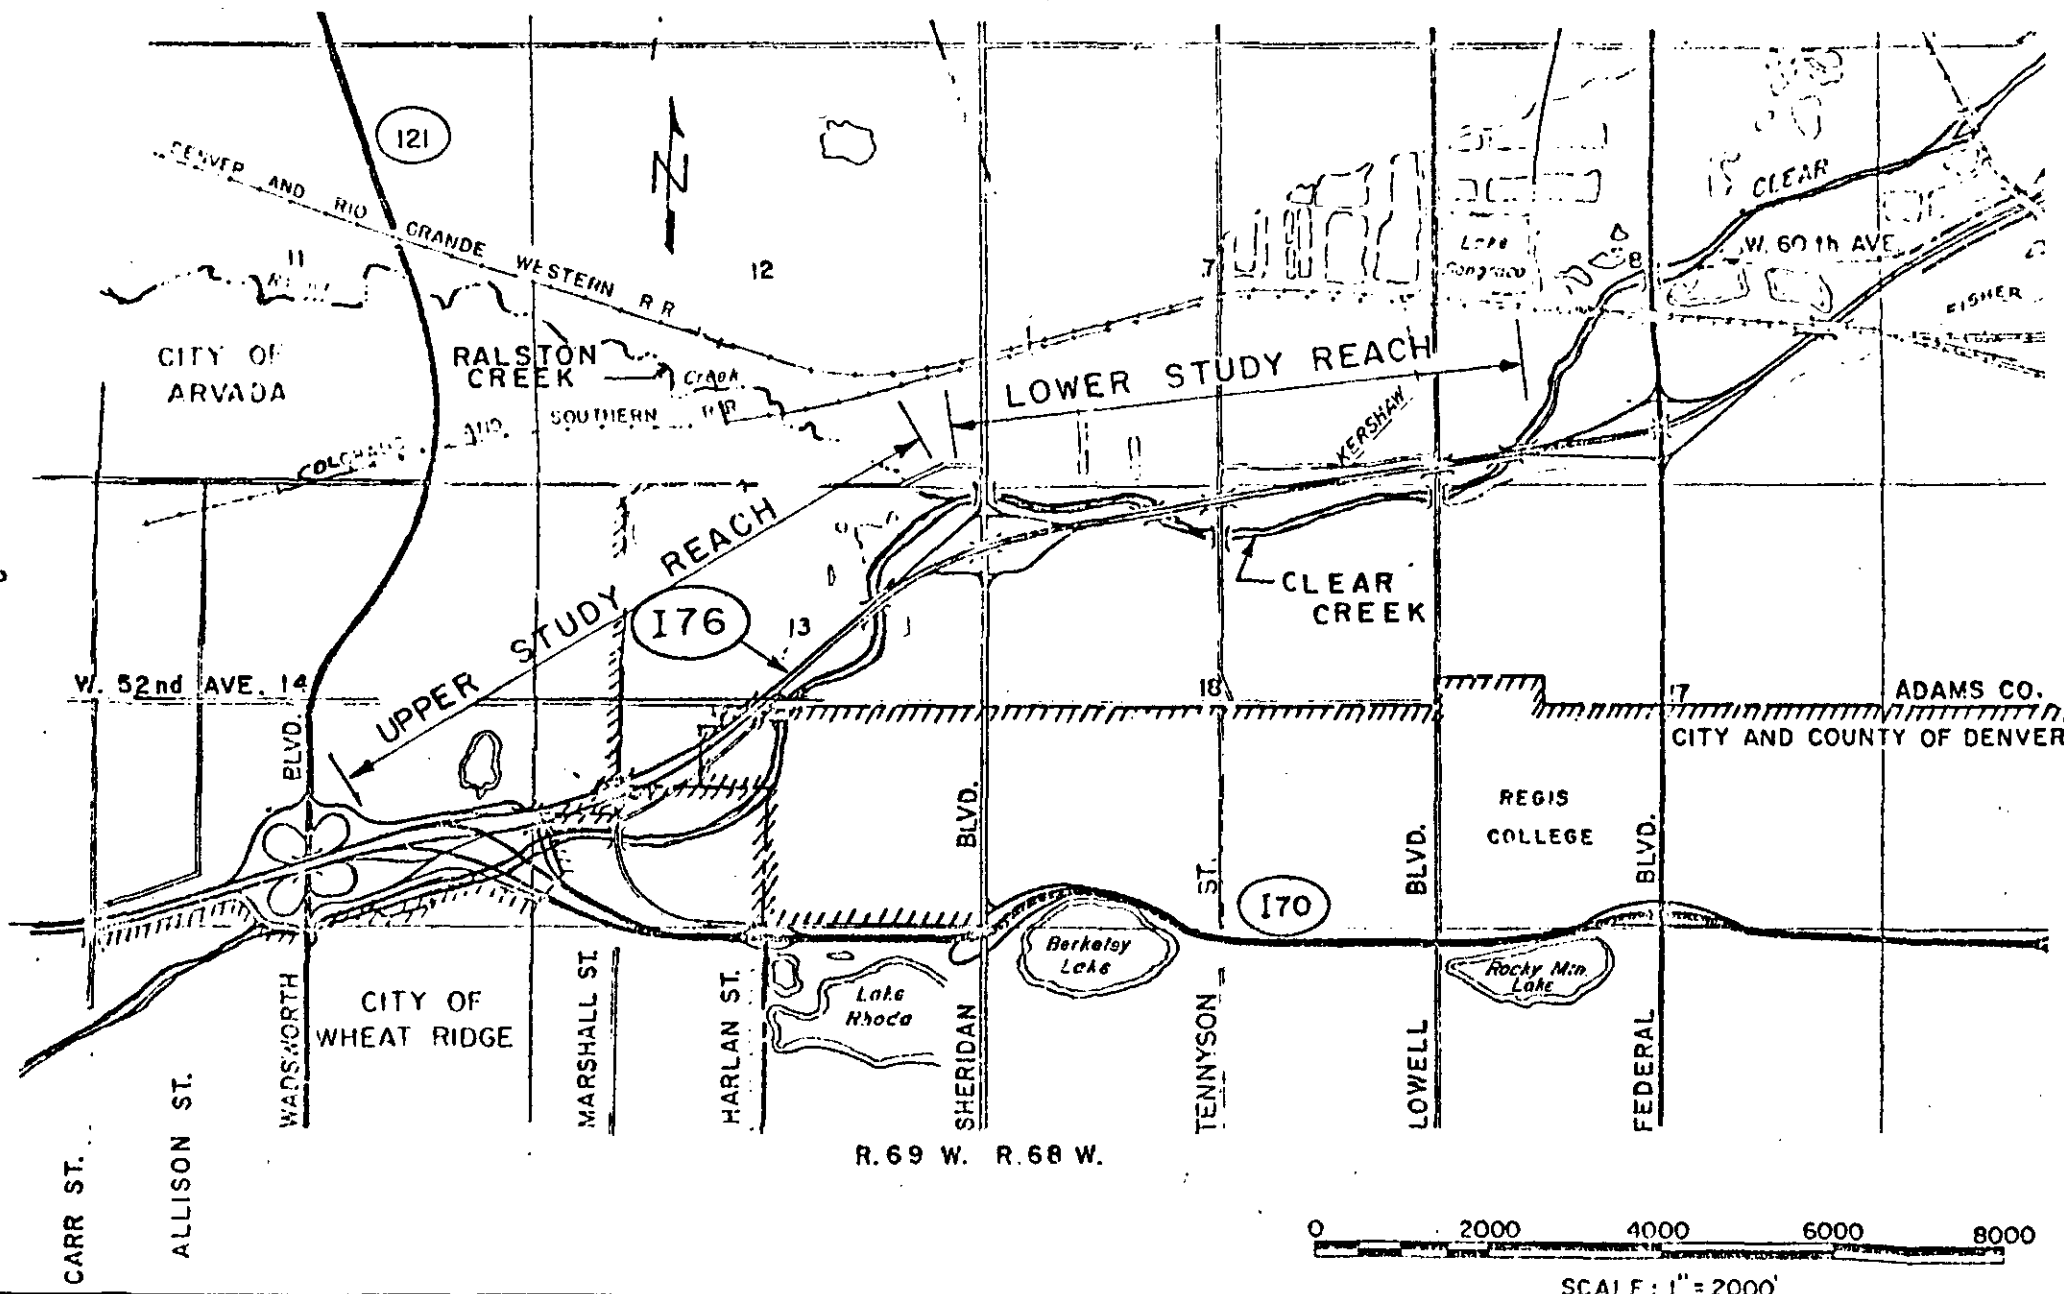 121
DENVER AND RIO GRANDE WESTERN R R
11
12
7
8
CLEAR
W. 60th AVE.
Lake
FISHER
CITY OF
ARVADA
RALSTON
CREEK
Creek
COLORADO AND SOUTHERN R R
LOWER STUDY REACH
KERSHAW
UPPER STUDY REACH
I76
13
CLEAR
CREEK
W. 52nd AVE. 14
18
17
ADAMS CO.
CITY AND COUNTY OF DENVER
REGIS
COLLEGE
I70
Berkeley
Lake
Rocky Mtn.
Lake
Lake
Rhoda
CITY OF
WHEAT RIDGE
CARR ST.
ALLISON ST.
WADSWORTH BLVD.
MARSHALL ST.
HARLAN ST.
SHERIDAN BLVD.
TENNYSON ST.
LOWELL BLVD.
FEDERAL BLVD.
N
R. 69 W. R. 68 W.
0 2000 4000 6000 8000
SCALE: 1" = 2000'